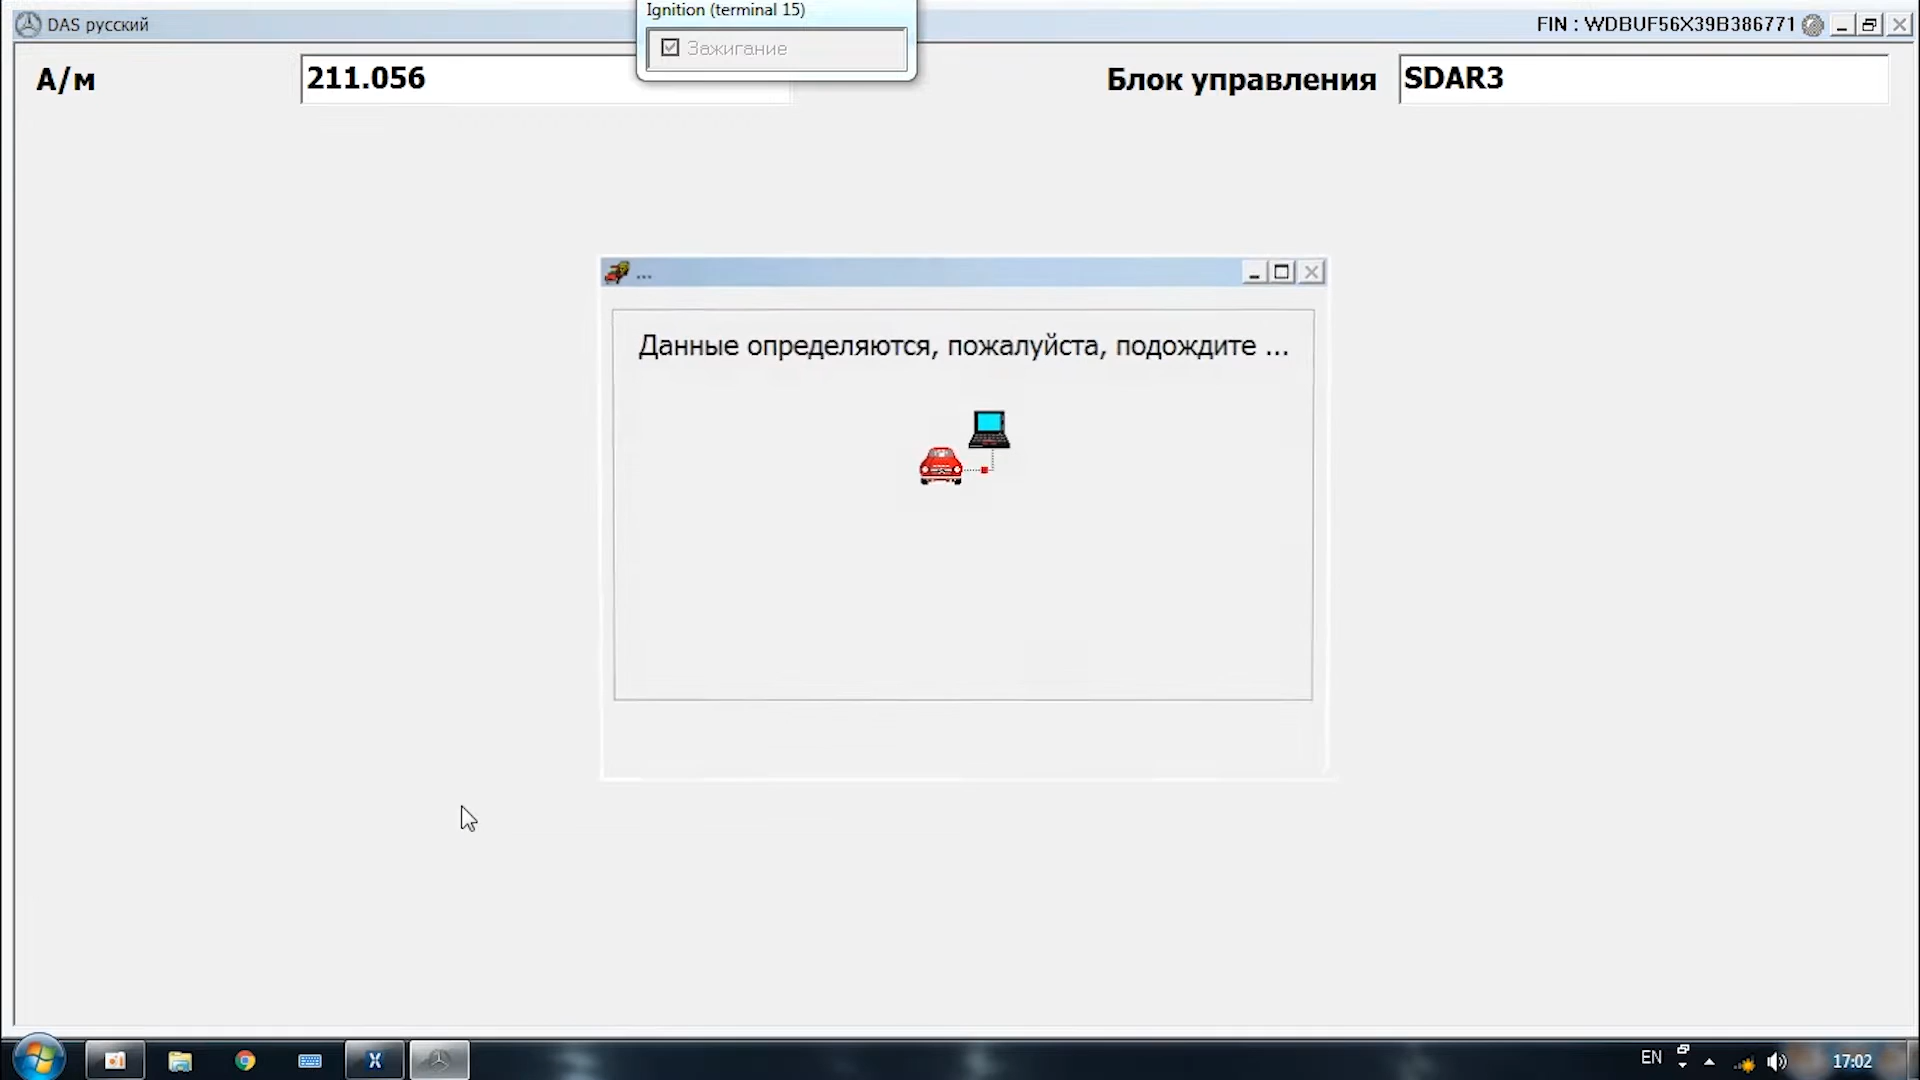 Ignition (terminal 15)
DAS русский
FIN : WDBUF56X39B386771
Зажигание
А/м
211.056
Блок управления
SDAR3
...
Данные определяются, пожалуйста, подождите ...
EN
17:02